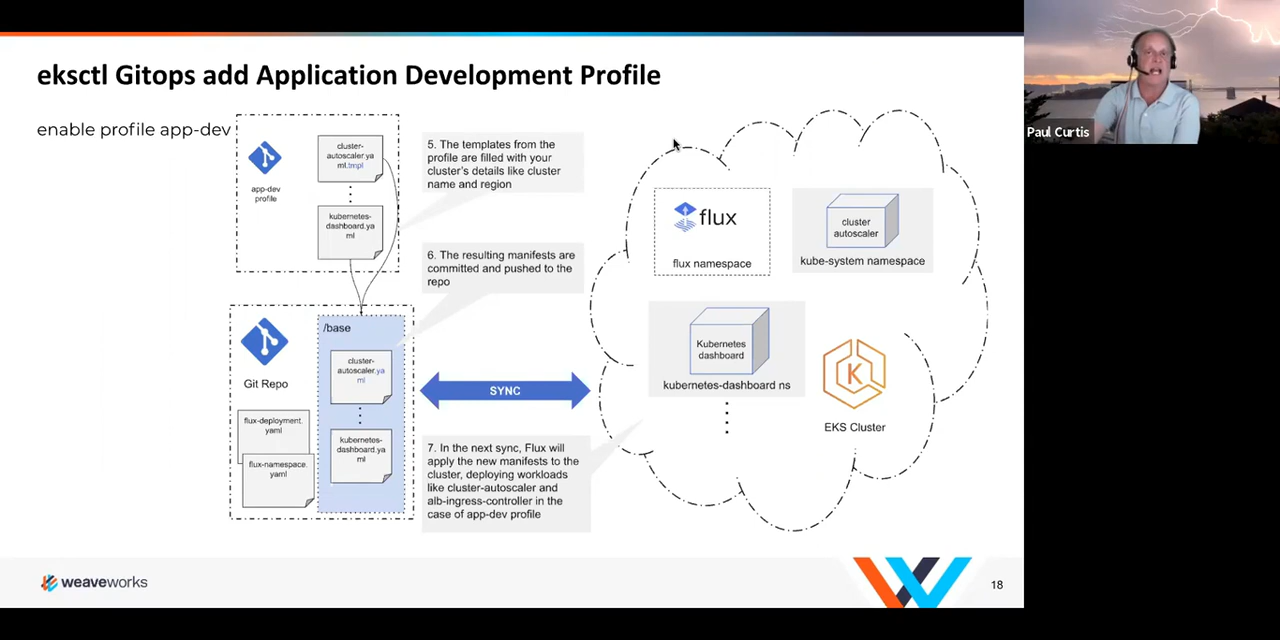 eksctl Gitops add Application Development Profile
enable profile app-dev
app-dev
profile
cluster-
autoscaler.ya
ml.tmpl
kubernetes-
dashboard.ya
ml
5. The templates from the
profile are filled with your
cluster's details like cluster
name and region
6. The resulting manifests are
committed and pushed to the
repo
Git Repo
/base
cluster-
autoscaler.ya
ml
kubernetes-
dashboard.ya
ml
flux-deployment.
yaml
flux-namespace.
yaml
SYNC
7. In the next sync, Flux will
apply the new manifests to the
cluster, deploying workloads
like cluster-autoscaler and
alb-ingress-controller in the
case of app-dev profile
flux
flux namespace
cluster
autoscaler
kube-system namespace
Kubernetes
dashboard
kubernetes-dashboard ns
K
EKS Cluster
weaveworks
18
Paul Curtis